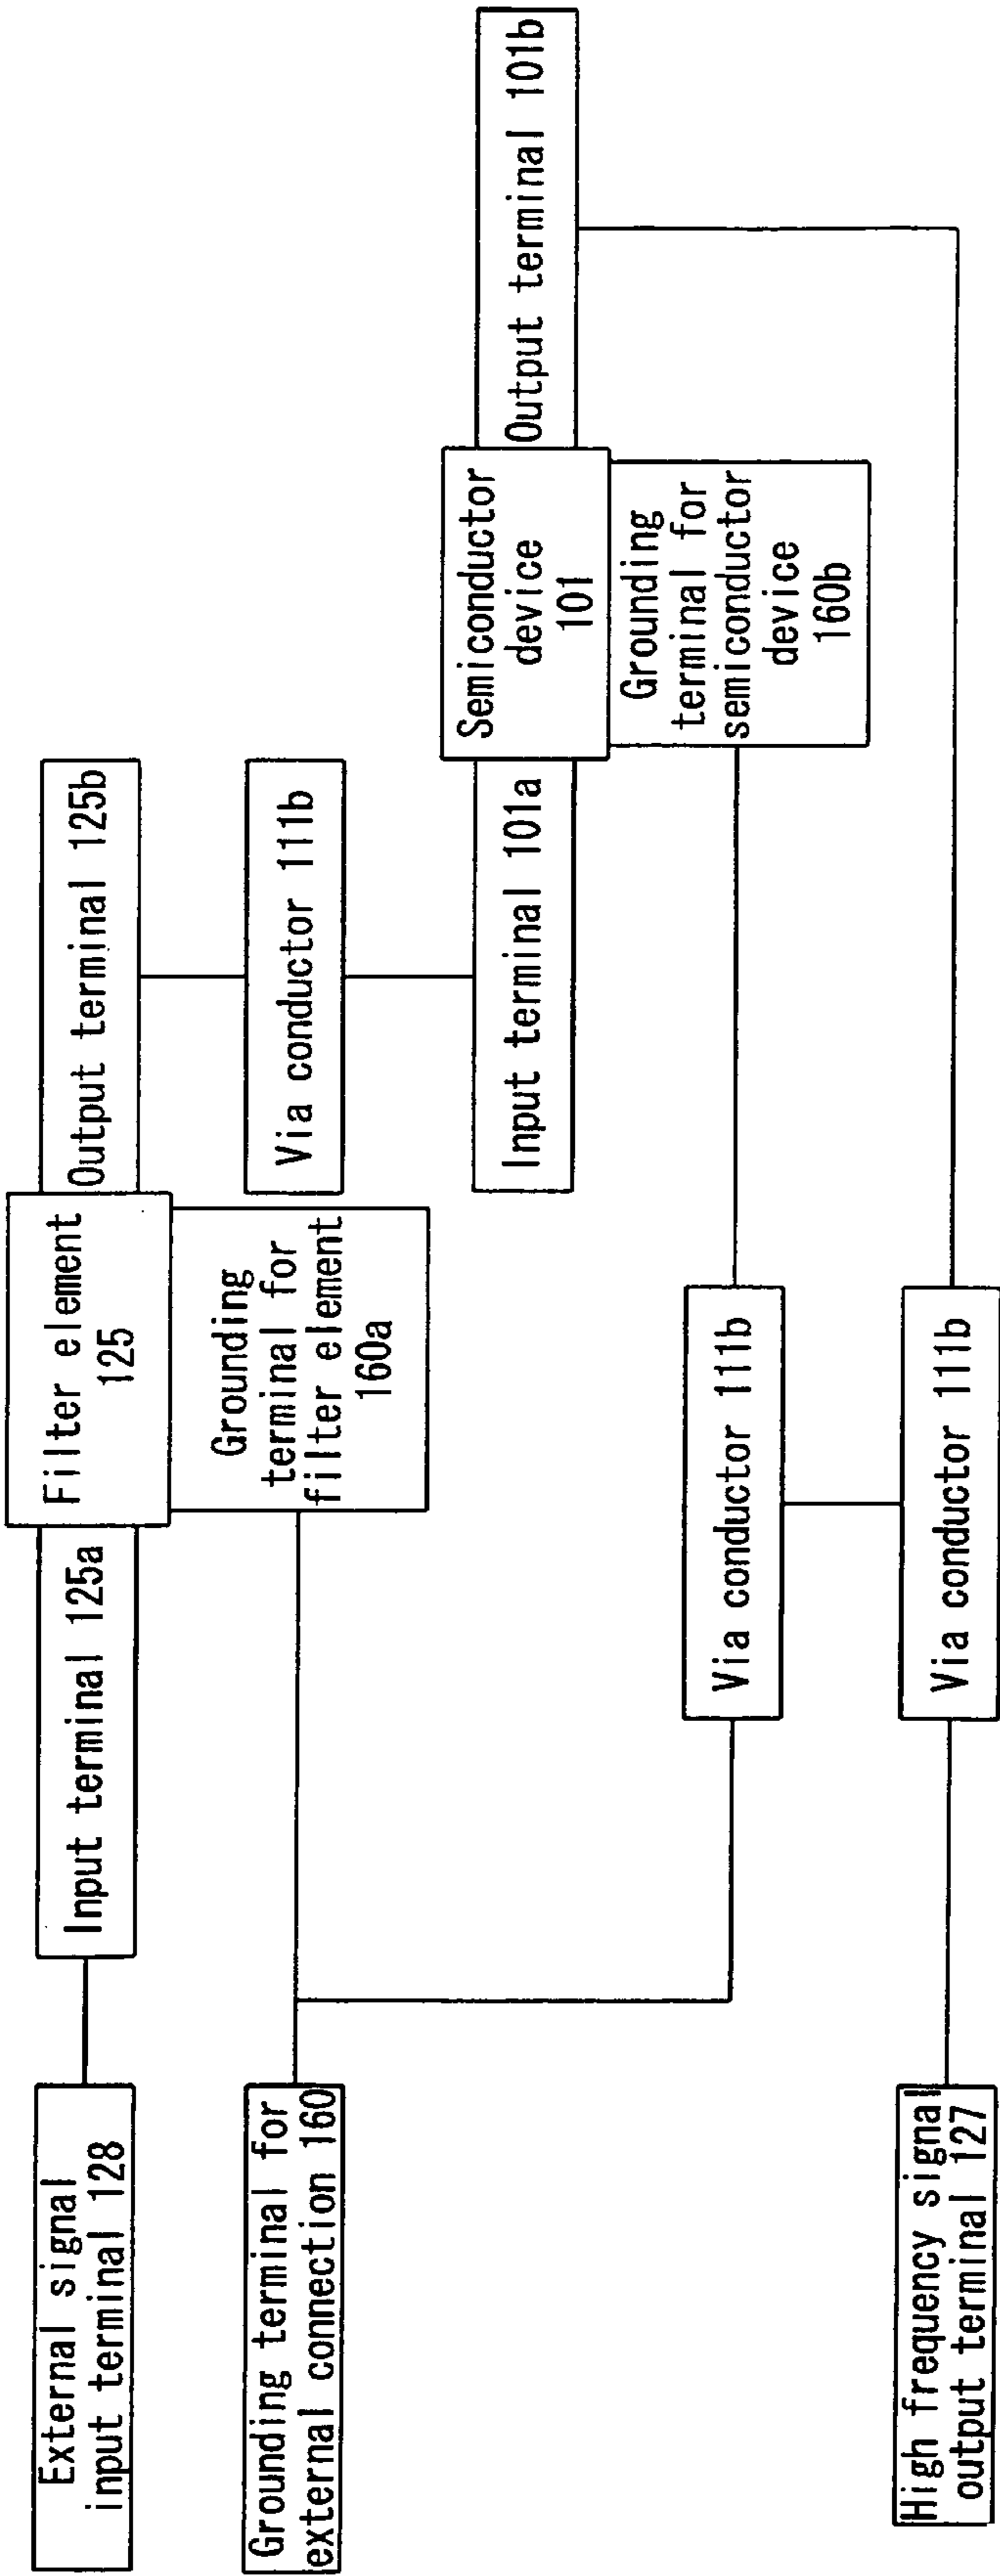 External signal
input terminal 128
Input terminal 125a
Filter element
125
Output terminal 125b
Grounding terminal for
external connection 160
Grounding
terminal for
filter element
160a
Via conductor 111b
Input terminal 101a
Semiconductor
device
101
Output terminal 101b
Grounding
terminal for
semiconductor
device
160b
Via conductor 111b
High frequency signal
output terminal 127
Via conductor 111b